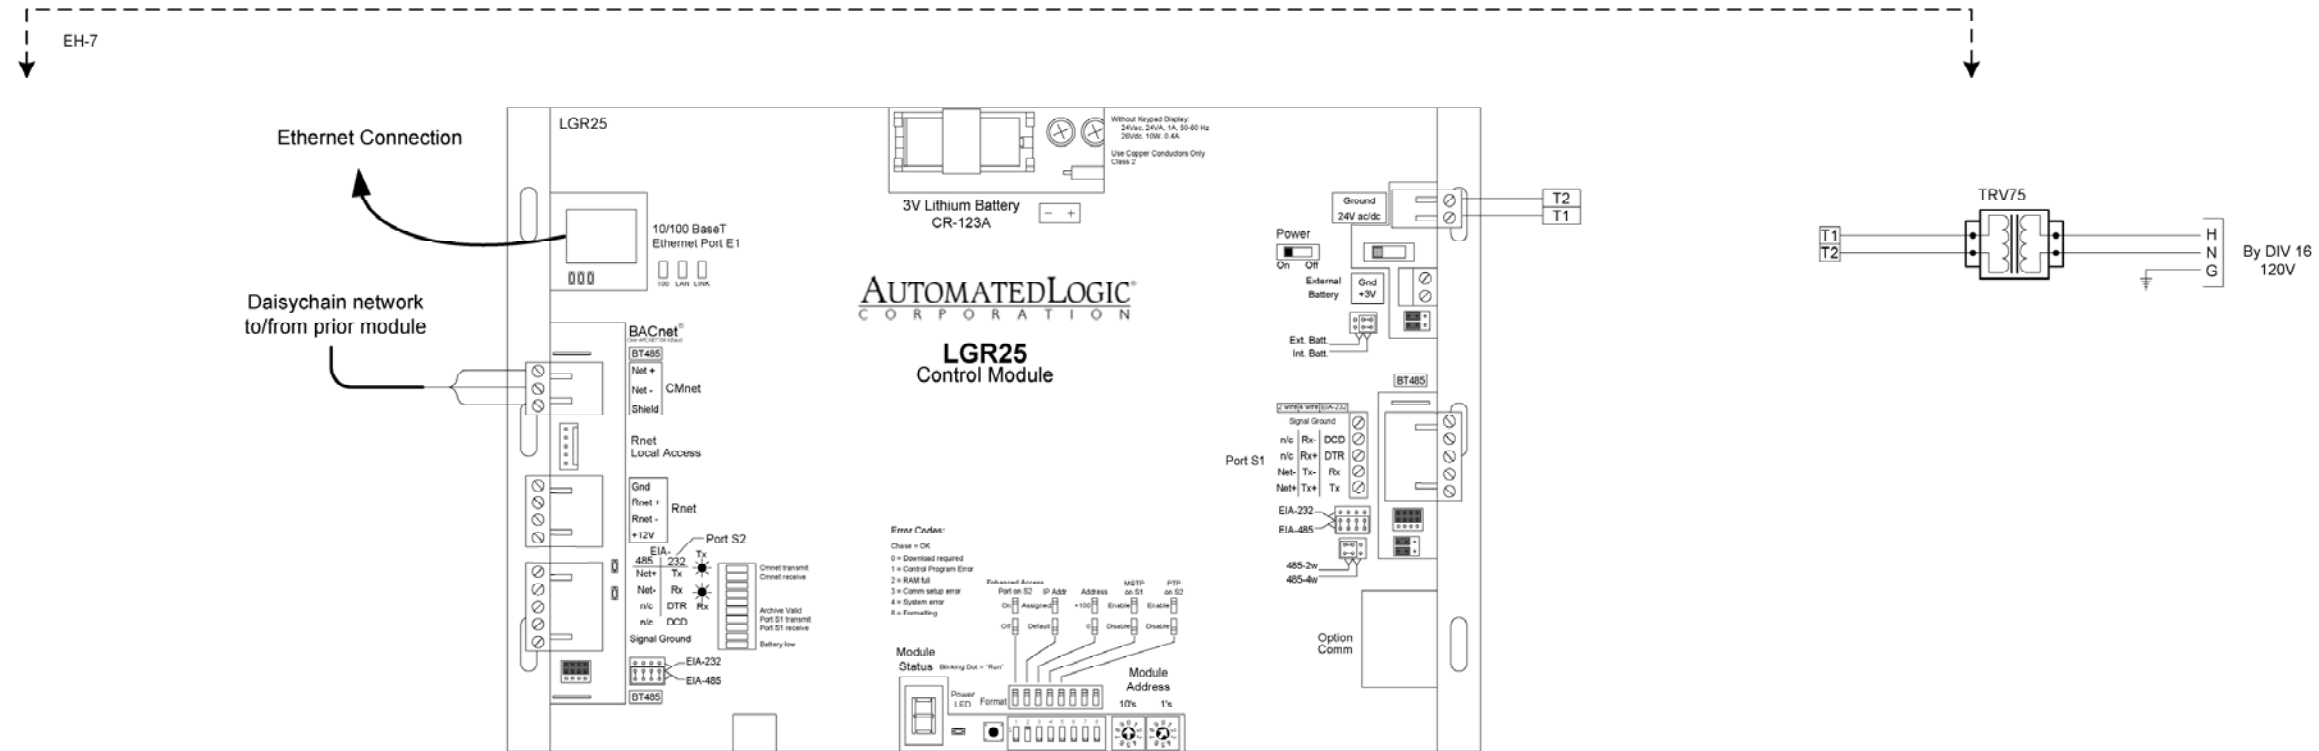 EH-7
Ethernet Connection
LGR25
Without Keypad Display:
24Vac, 24VA, 1A, 50-60 Hz
26Vdc, 10W, 0.4A
Use Copper Conductors Only
Class 2
3V Lithium Battery
CR-123A
- +
10/100 BaseT
Ethernet Port E1
100 LAN LINK
Ground
24V ac/dc
T2
T1
Power
On Off
External
Battery
Gnd
+3V
Ext. Batt.
Int. Batt.
TRV75
T1
T2
H
N
G
By DIV 16
120V
AUTOMATEDLOGIC®
CORPORATION
LGR25
Control Module
Daisychain network
to/from prior module
BACnet®
BT485
Net +
Net -
Shield
CMnet
Rnet
Local Access
Gnd
Rnet +
Rnet -
+12V
Rnet
Port S2
EIA-
485 232
Net+ Tx
Net- Rx
n/c DTR
n/c DCD
Signal Ground
Tx
Rx
Cmnet transmit
Cmnet receive
Archive Valid
Port S1 transmit
Port S1 receive
Battery low
EIA-232
EIA-485
BT485
BT485
2 wire 4 wire EIA-232
Signal Ground
n/c Rx- DCD
n/c Rx+ DTR
Net- Tx- Rx
Net+ Tx+ Tx
Port S1
EIA-232
EIA-485
485-2w
485-4w
Option
Comm
Error Codes:
Chase = OK
0 = Download required
1 = Control Program Error
2 = RAM full
3 = Comm setup error
4 = System error
8 = Formatting
Enhanced Access
Port on S2
IP Addr
Address
MSTP
on S1
PTP
on S2
On Assigned +100 Enable Enable
Off Default 0 Disable Disable
Module
Status Blinking Dot = "Run"
Power
LED
Format
1 2 3 4 5 6 7 8
Module
Address
10's 1's